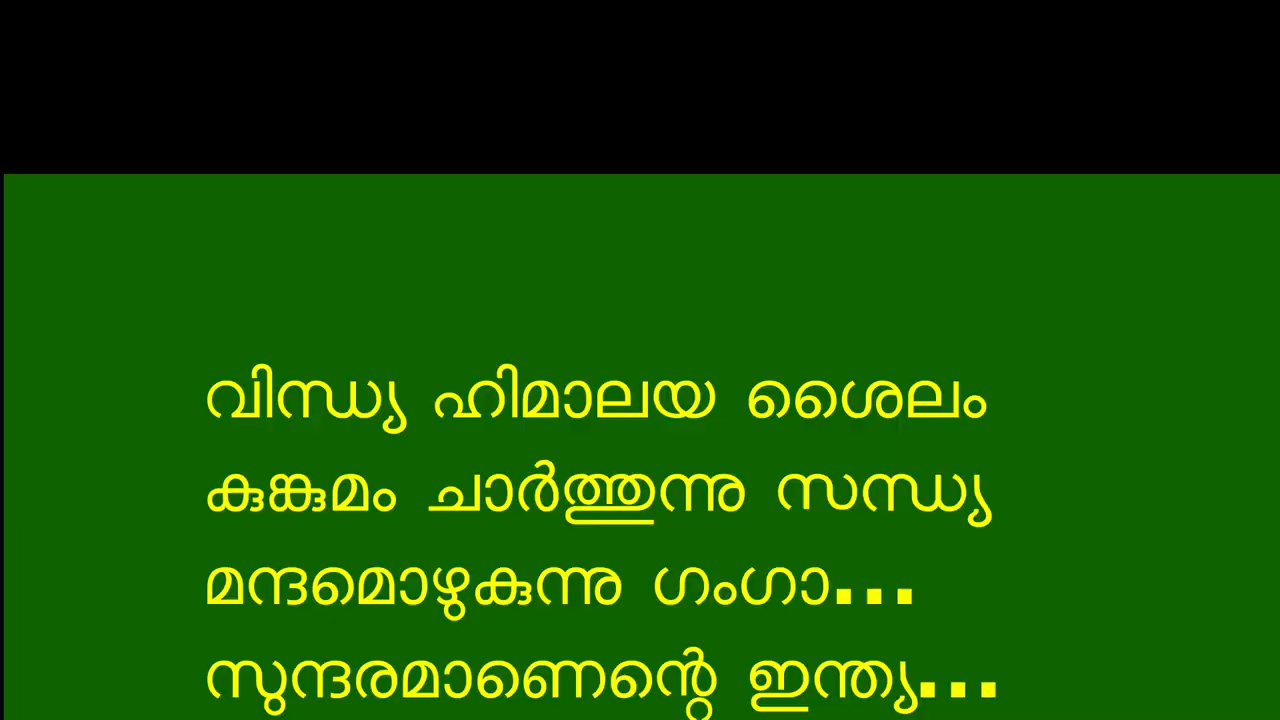 വിന്ധ്യ ഹിമാലയ ശൈലം
കുങ്കുമം ചാർത്തുന്നു സന്ധ്യ
മന്ദമൊഴുകുന്നു ഗംഗാ...
സുന്ദരമാണെന്റെ ഇന്ത്യ...